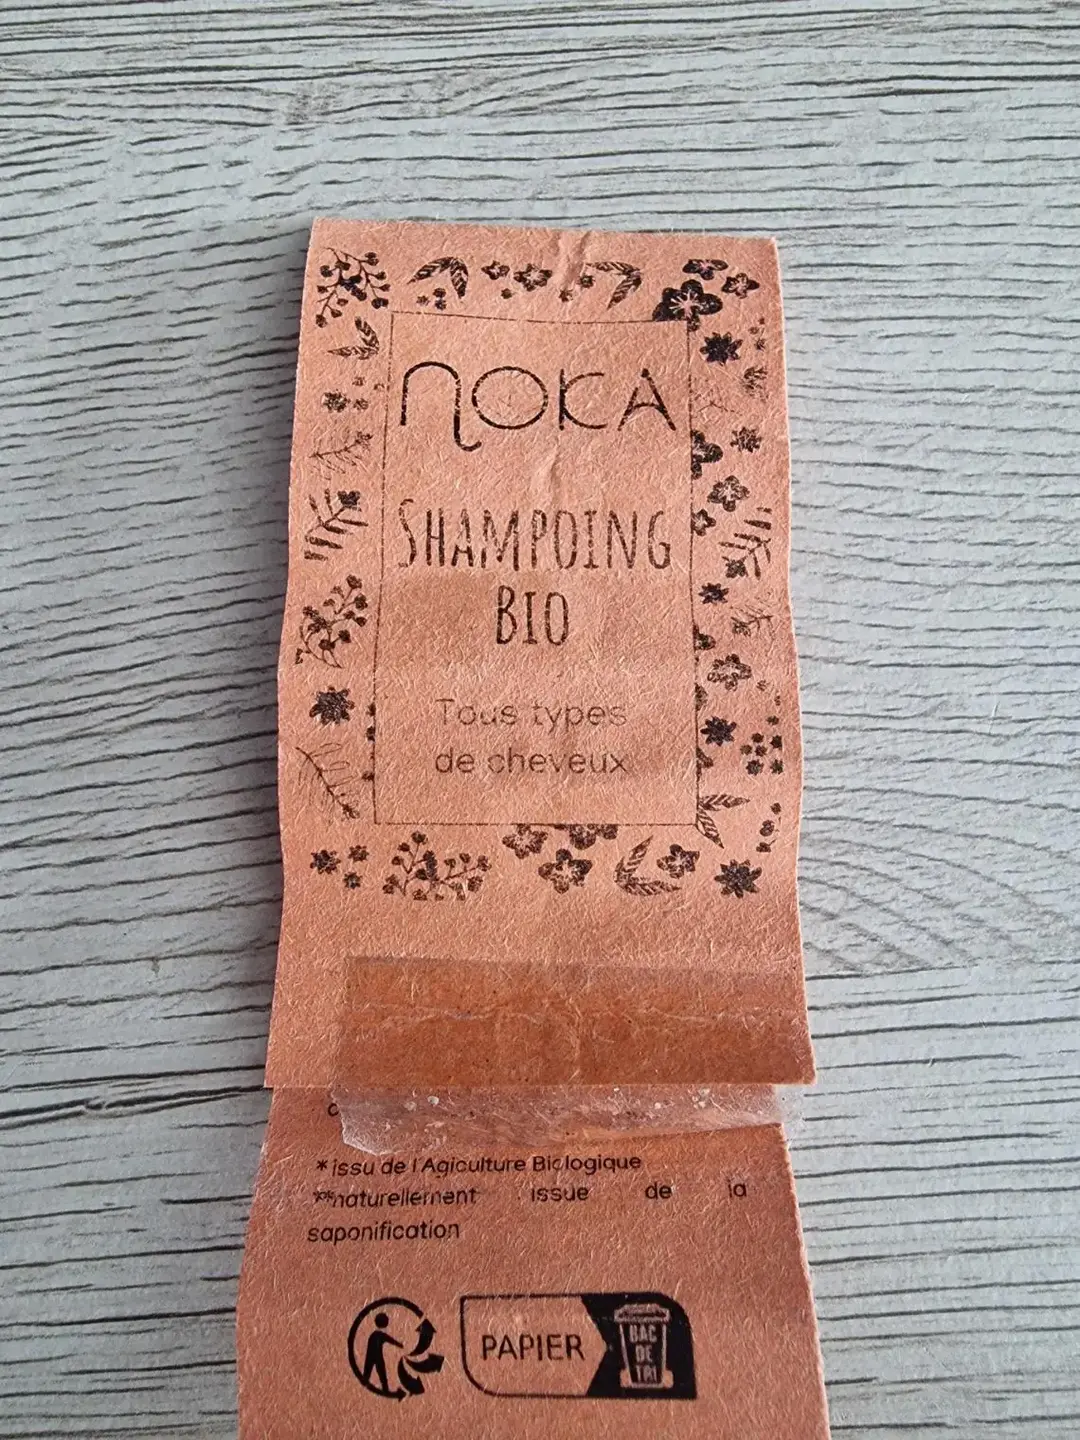 noka
SHAMPOING
BIO
Tous types
de cheveux
* issu de l'Agiculture Biologique
**naturellement issue de la
saponification
PAPIER
BAC
DE
TRI